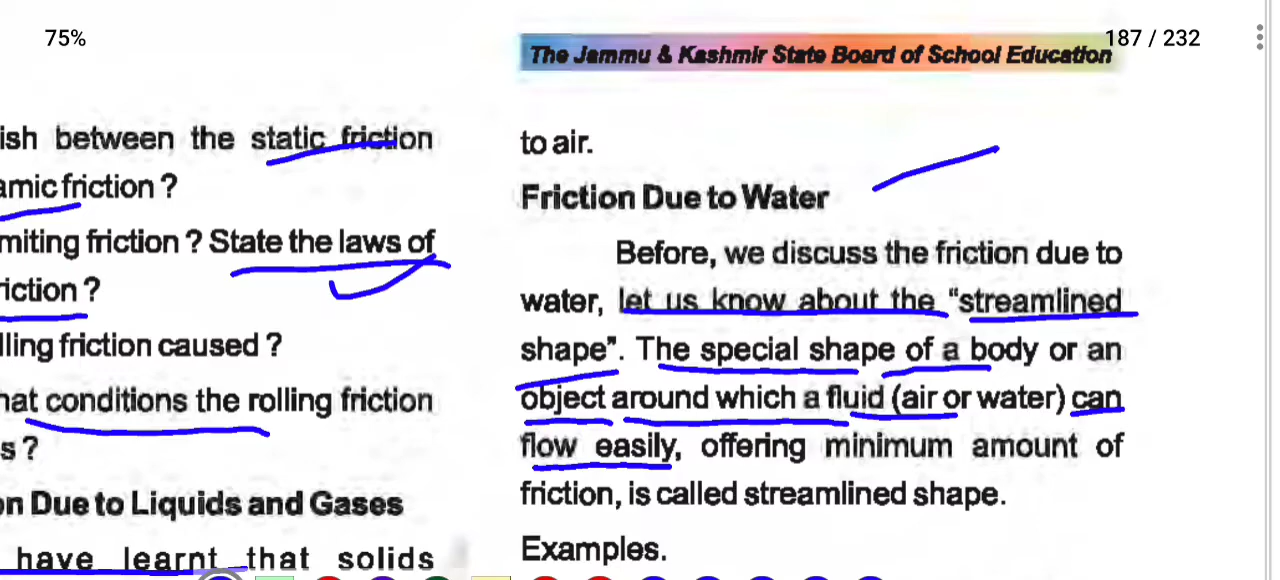 75%
187 / 232
The Jammu & Kashmir State Board of School Education
ish between the static friction
amic friction ?
miting friction ? State the laws of
riction ?
lling friction caused ?
hat conditions the rolling friction
s ?
on Due to Liquids and Gases
have learnt that solids
to air.
Friction Due to Water
Before, we discuss the friction due to
water, let us know about the "streamlined
shape". The special shape of a body or an
object around which a fluid (air or water) can
flow easily, offering minimum amount of
friction, is called streamlined shape.
Examples.